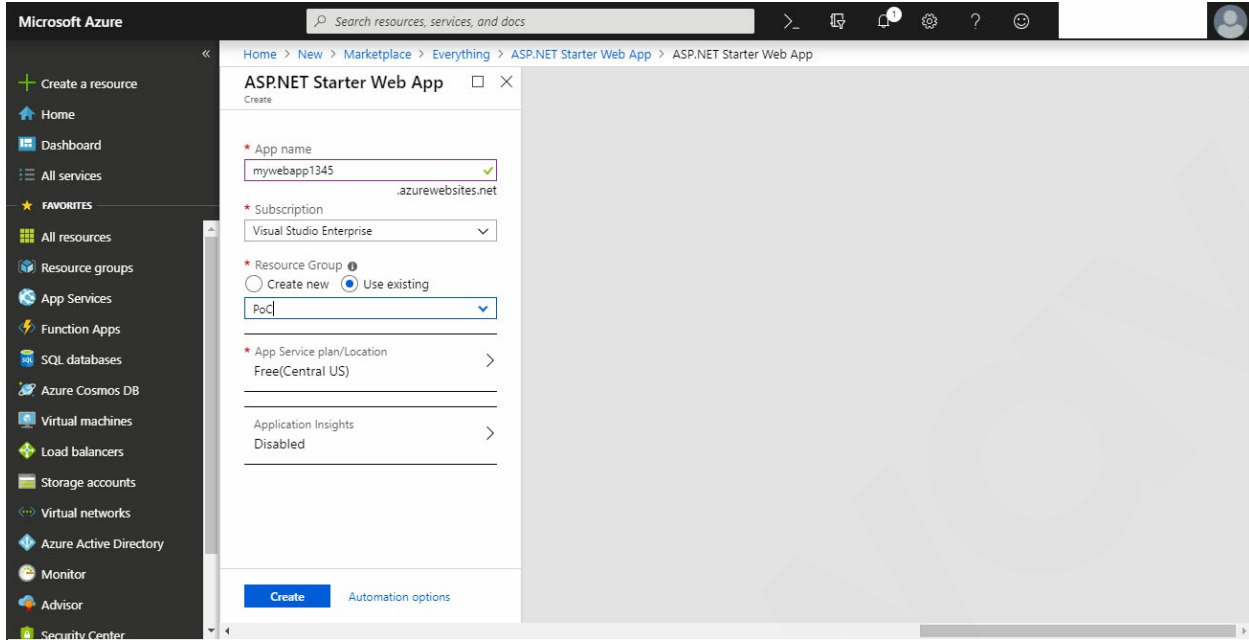 Microsoft Azure
Search resources, services, and docs
1
Home > New > Marketplace > Everything > ASP.NET Starter Web App > ASP.NET Starter Web App
Create a resource
Home
Dashboard
All services
FAVORITES
All resources
Resource groups
App Services
Function Apps
SQL databases
Azure Cosmos DB
Virtual machines
Load balancers
Storage accounts
Virtual networks
Azure Active Directory
Monitor
Advisor
Security Center
ASP.NET Starter Web App
Create
* App name
mywebapp1345
.azurewebsites.net
* Subscription
Visual Studio Enterprise
* Resource Group
Create new Use existing
PoC
* App Service plan/Location
Free(Central US)
Application Insights
Disabled
Create Automation options